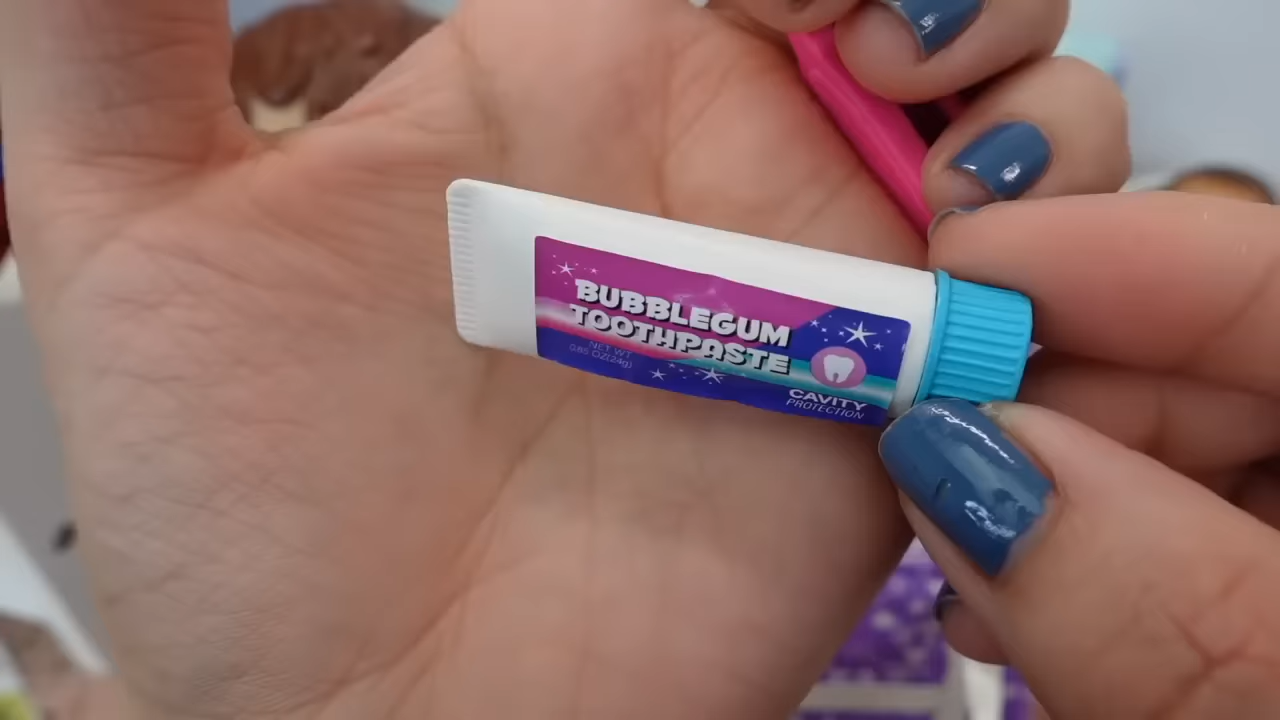 BUBBLEGUM
TOOTHPASTE
NET WT
0.85 OZ(24g)
CAVITY
PROTECTION